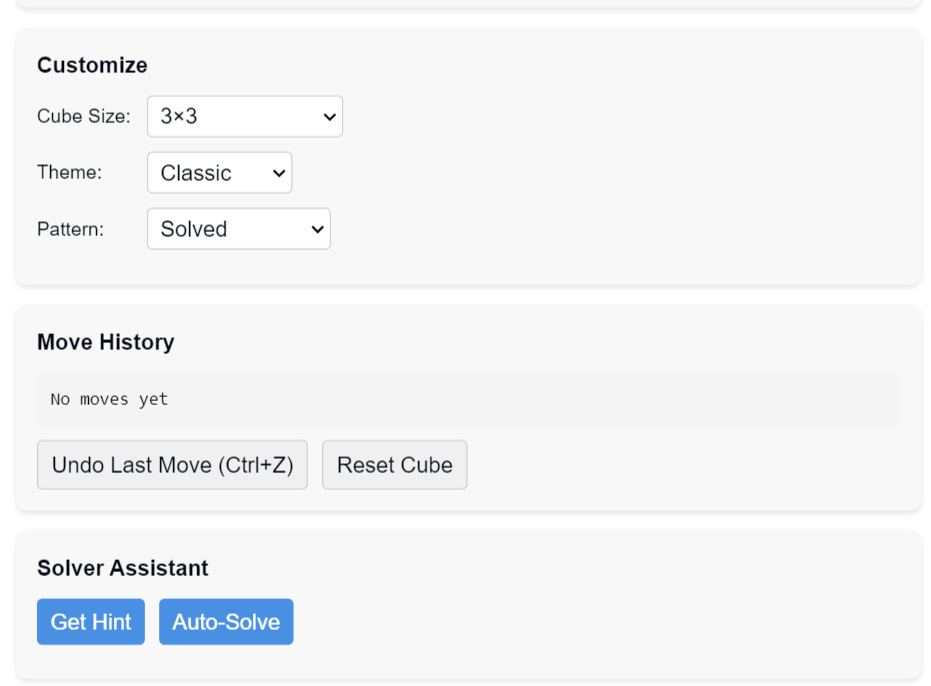 Customize
Cube Size: 3×3
Theme: Classic
Pattern: Solved
Move History
No moves yet
Undo Last Move (Ctrl+Z) Reset Cube
Solver Assistant
Get Hint Auto-Solve